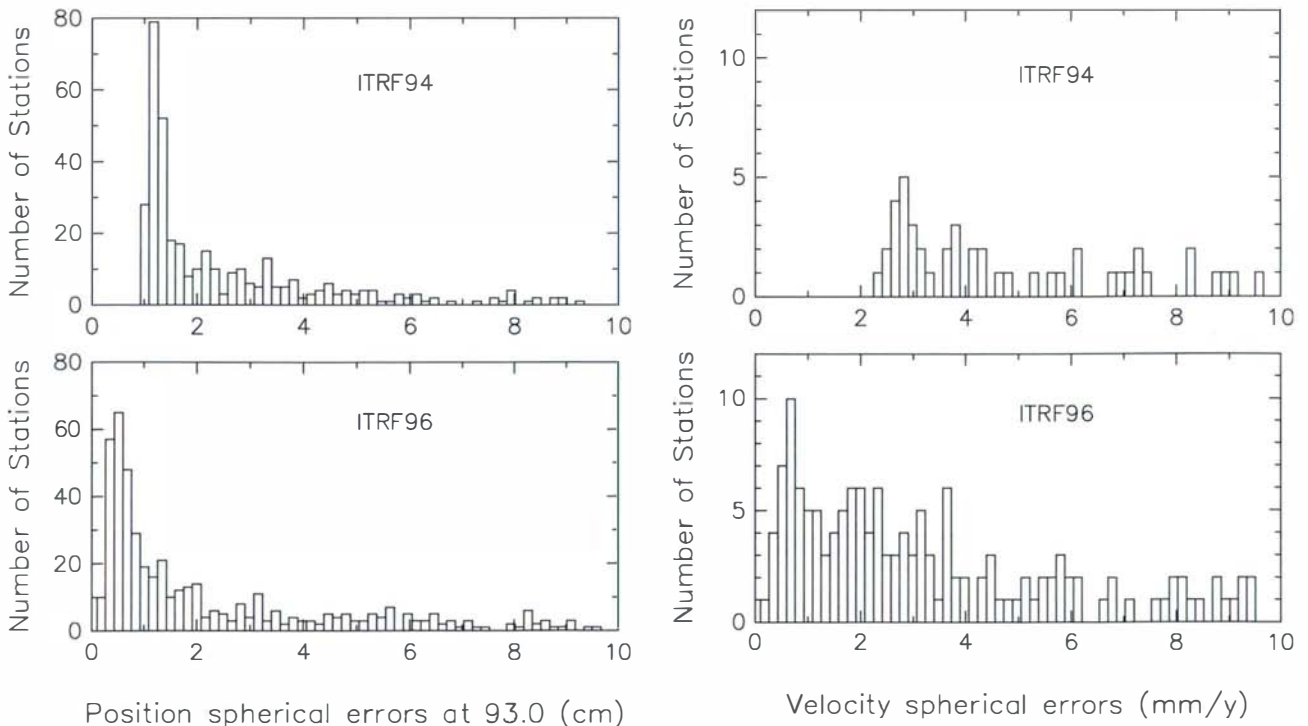 Number of Stations
80
60
40
20
0
ITRF94
0 2 4 6 8 10
Number of Stations
10
5
0
ITRF94
0 2 4 6 8 10
Number of Stations
80
60
40
20
0
ITRF96
0 2 4 6 8 10
Position spherical errors at 93.0 (cm)
Number of Stations
10
5
0
ITRF96
0 2 4 6 8 10
Velocity spherical errors (mm/y)